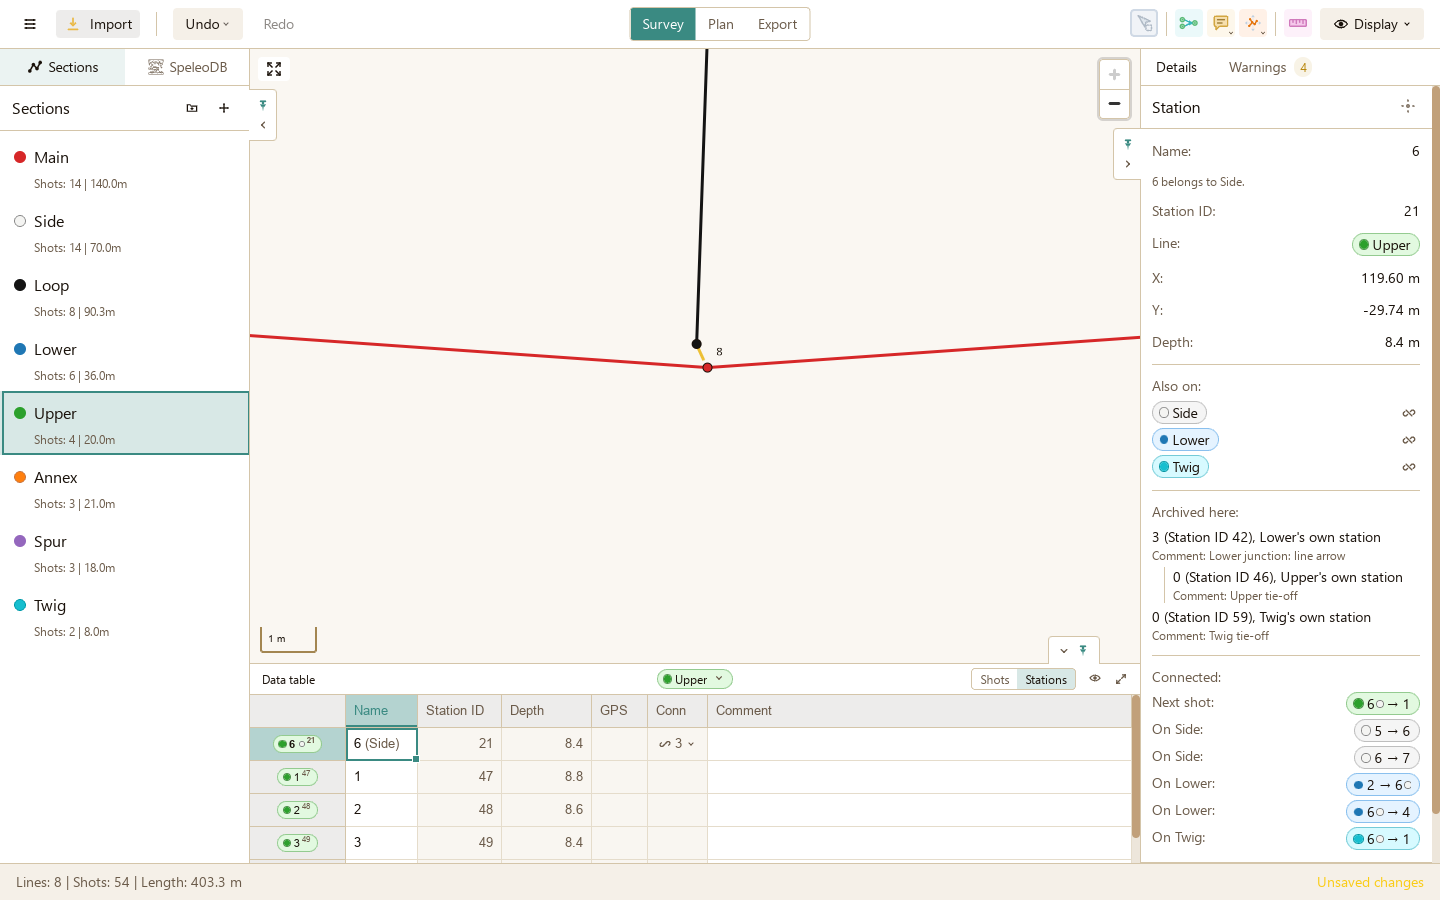 Import
Undo
Redo
Survey
Plan
Export
Display
Sections
SpeleoDB
Sections
Main
Shots: 14 | 140.0m
Side
Shots: 14 | 70.0m
Loop
Shots: 8 | 90.3m
Lower
Shots: 6 | 36.0m
Upper
Shots: 4 | 20.0m
Annex
Shots: 3 | 21.0m
Spur
Shots: 3 | 18.0m
Twig
Shots: 2 | 8.0m
8
1 m
Data table
Upper
Shots
Stations
Name Station ID Depth GPS Conn Comment
6 21 6 (Side) 21 8.4 3
1 47 1 47 8.8
2 48 2 48 8.6
3 49 3 49 8.4
Details
Warnings 4
Station
Name: 6
6 belongs to Side.
Station ID: 21
Line: Upper
X: 119.60 m
Y: -29.74 m
Depth: 8.4 m
Also on:
Side
Lower
Twig
Archived here:
3 (Station ID 42), Lower's own station
Comment: Lower junction: line arrow
0 (Station ID 46), Upper's own station
Comment: Upper tie-off
0 (Station ID 59), Twig's own station
Comment: Twig tie-off
Connected:
Next shot: 6 → 1
On Side: 5 → 6
On Side: 6 → 7
On Lower: 2 → 6
On Lower: 6 → 4
On Twig: 6 → 1
Lines: 8 | Shots: 54 | Length: 403.3 m
Unsaved changes